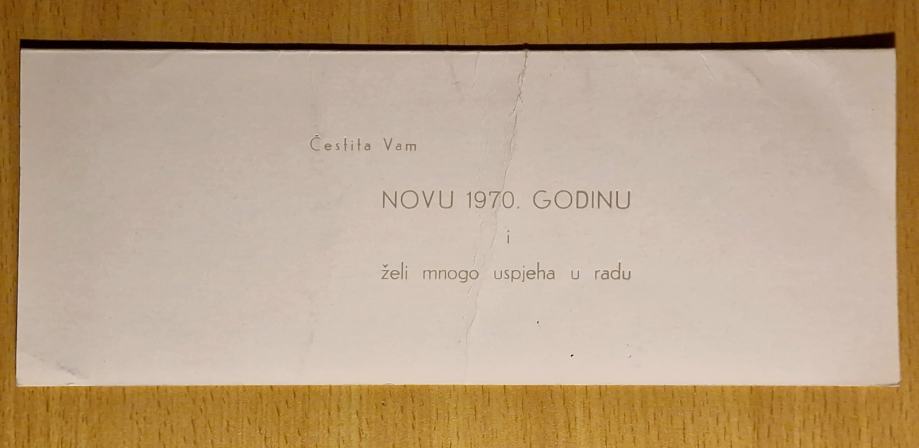 Čestita Vam
NOVU 1970. GODINU
i
želi mnogo uspjeha u radu